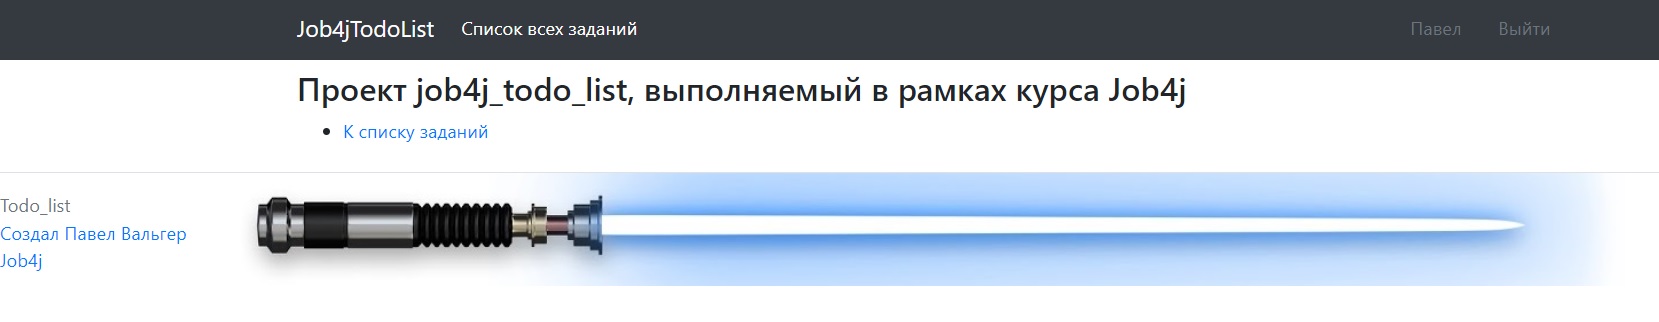 Job4jTodoList Список всех заданий Павел Выйти
Проект job4j_todo_list, выполняемый в рамках курса Job4j
К списку заданий
Todo_list
Создал Павел Вальгер
Job4j